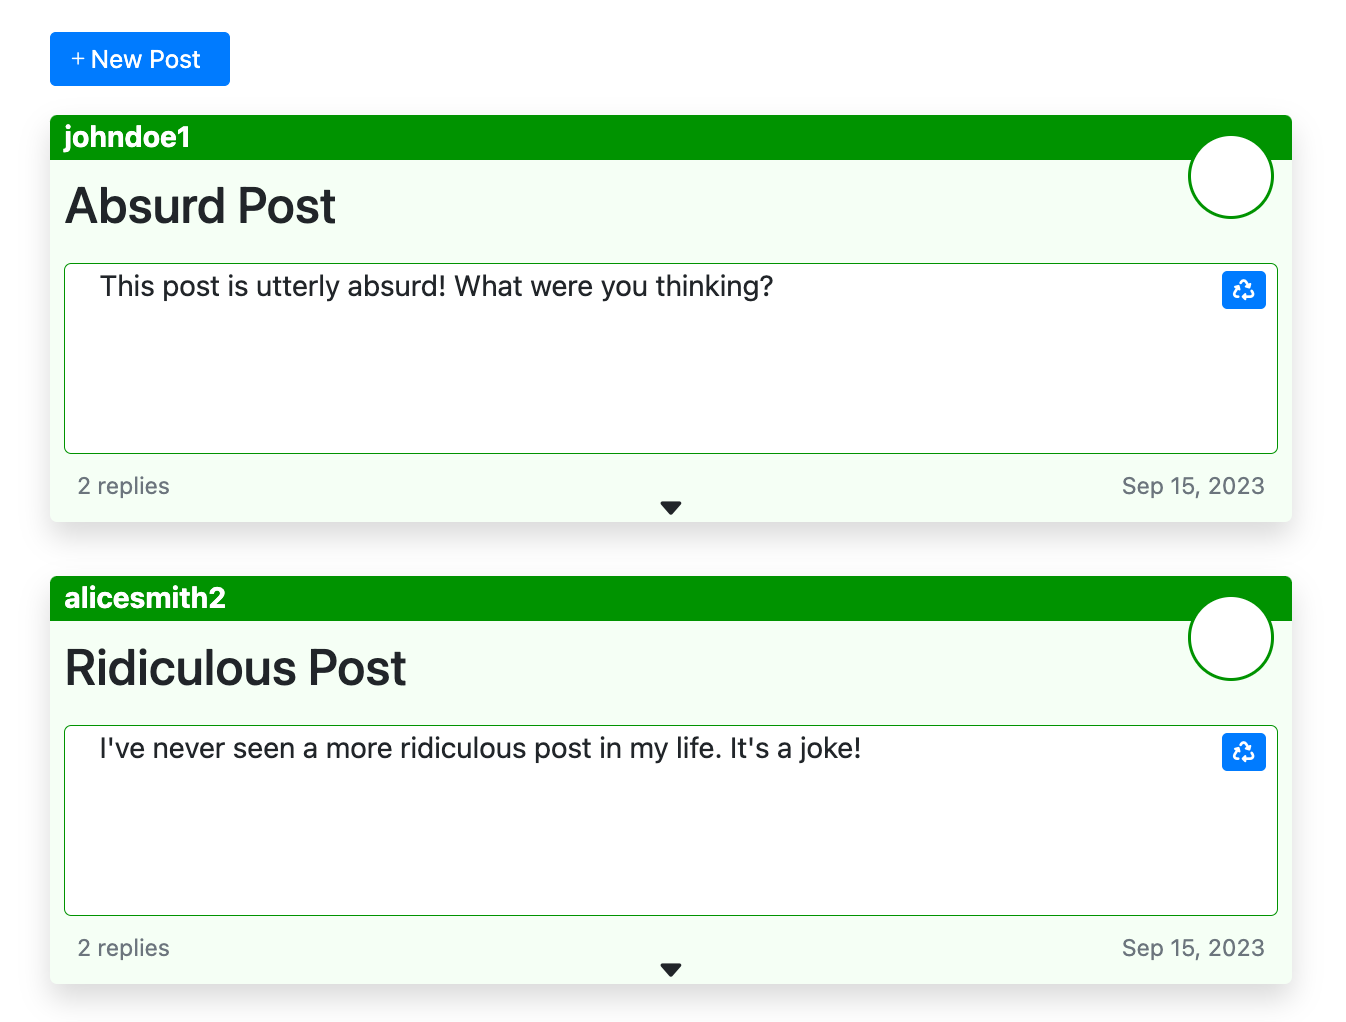 + New Post
johndoe1
Absurd Post
This post is utterly absurd! What were you thinking?
2 replies
Sep 15, 2023
alicesmith2
Ridiculous Post
I've never seen a more ridiculous post in my life. It's a joke!
2 replies
Sep 15, 2023